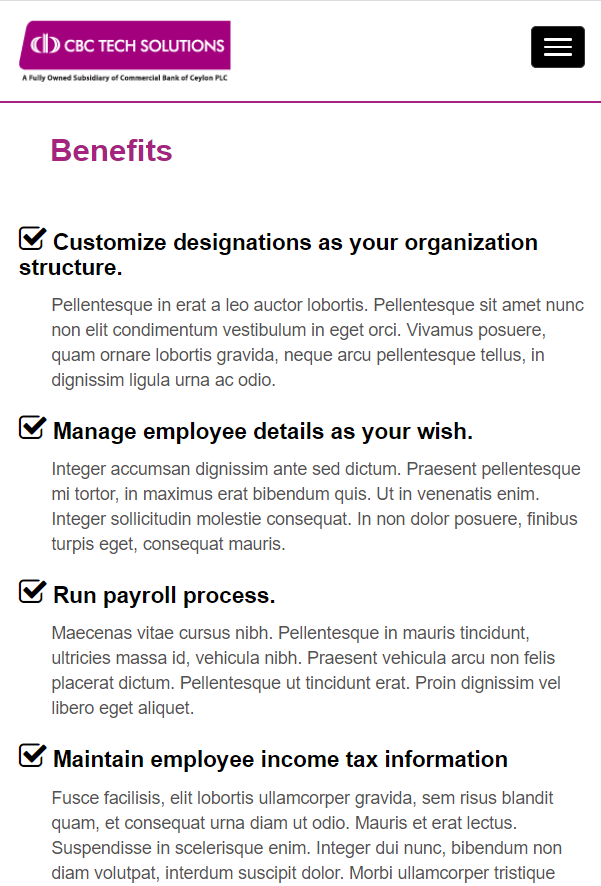 CBC TECH SOLUTIONS
A Fully Owned Subsidiary of Commercial Bank of Ceylon PLC
Benefits
Customize designations as your organization
structure.
Pellentesque in erat a leo auctor lobortis. Pellentesque sit amet nunc
non elit condimentum vestibulum in eget orci. Vivamus posuere,
quam ornare lobortis gravida, neque arcu pellentesque tellus, in
dignissim ligula urna ac odio.
Manage employee details as your wish.
Integer accumsan dignissim ante sed dictum. Praesent pellentesque
mi tortor, in maximus erat bibendum quis. Ut in venenatis enim.
Integer sollicitudin molestie consequat. In non dolor posuere, finibus
turpis eget, consequat mauris.
Run payroll process.
Maecenas vitae cursus nibh. Pellentesque in mauris tincidunt,
ultricies massa id, vehicula nibh. Praesent vehicula arcu non felis
placerat dictum. Pellentesque ut tincidunt erat. Proin dignissim vel
libero eget aliquet.
Maintain employee income tax information
Fusce facilisis, elit lobortis ullamcorper gravida, sem risus blandit
quam, et consequat urna diam ut odio. Mauris et erat lectus.
Suspendisse in scelerisque enim. Integer dui nunc, bibendum non
diam volutpat, interdum suscipit dolor. Morbi ullamcorper tristique